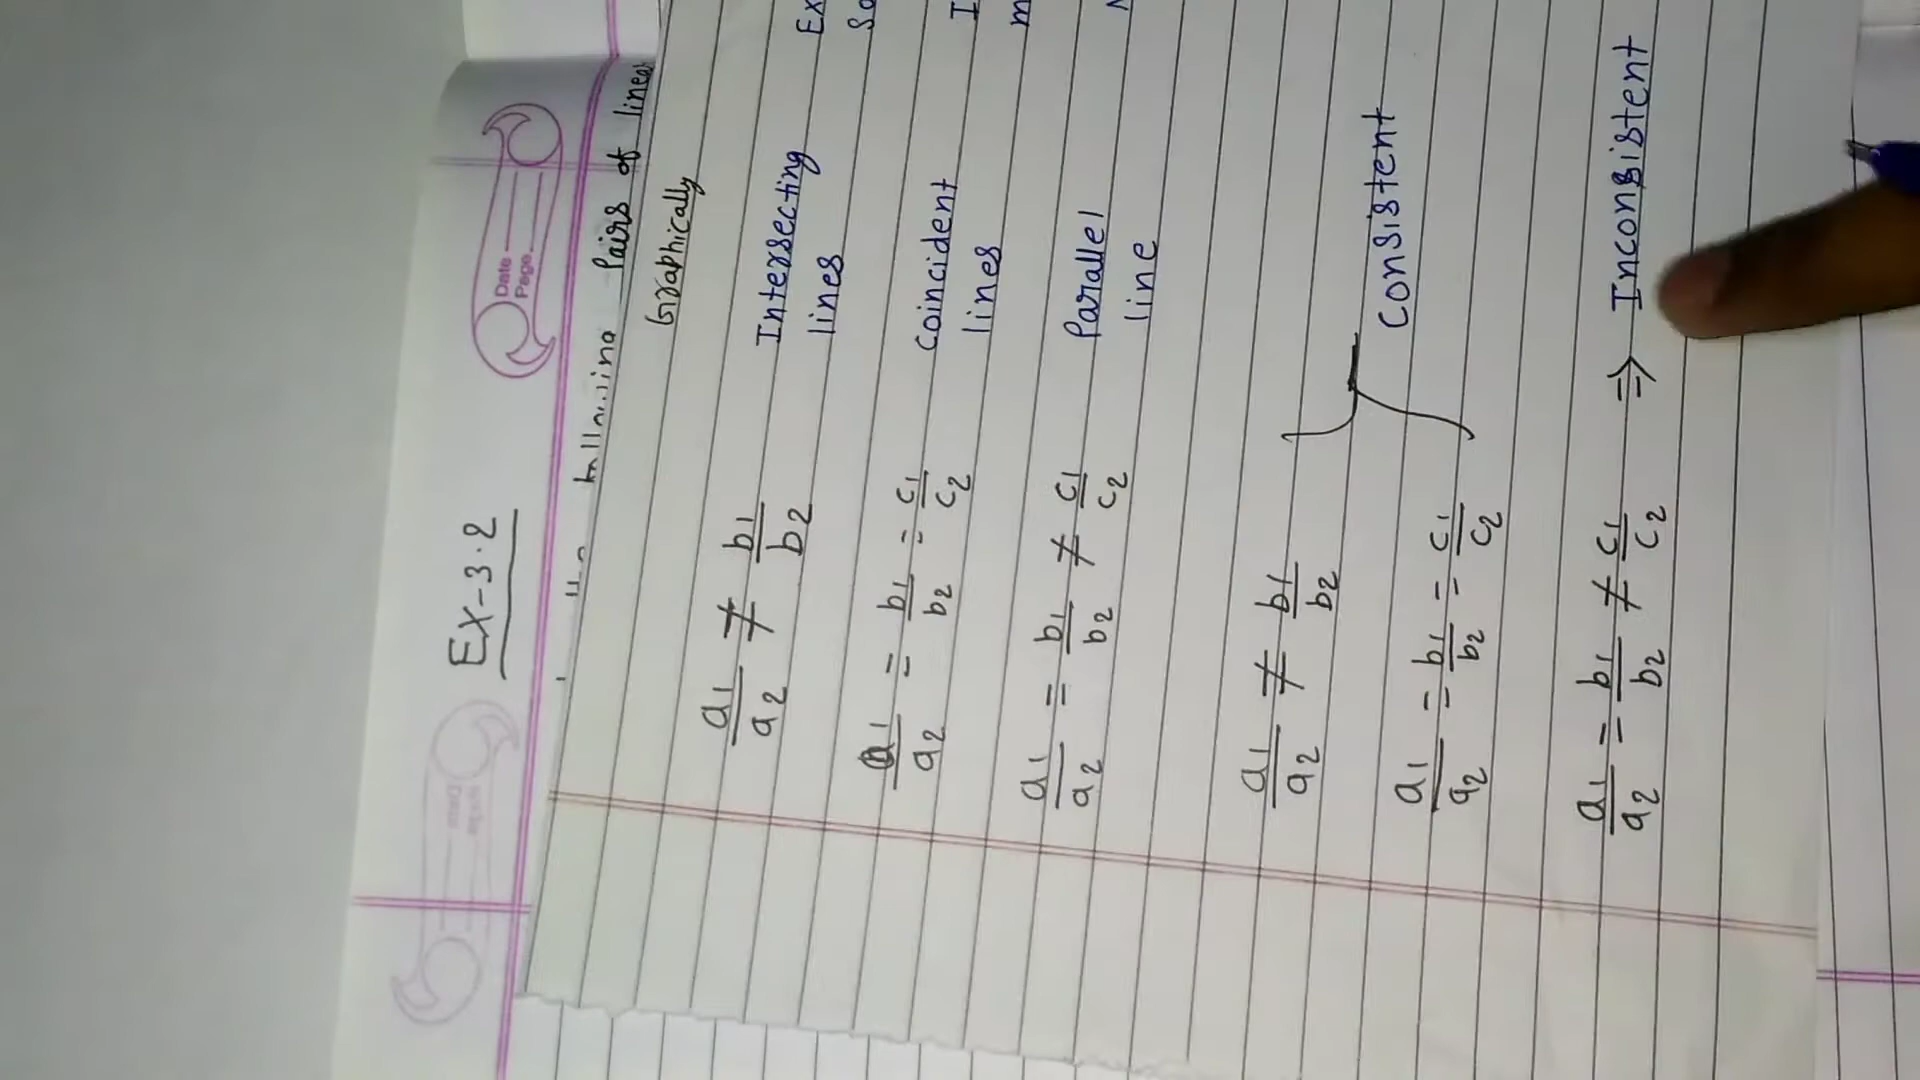 EX-3.2
Date
Page
following Pairs of linear
Graphically
a1/a2 ≠ b1/b2 Intersecting lines
a1/a2 = b1/b2 = c1/c2 coincident lines
a1/a2 = b1/b2 ≠ c1/c2 Parallel line
a1/a2 ≠ b1/b2
Consistent
a1/a2 = b1/b2 = c1/c2
a1/a2 = b1/b2 ≠ c1/c2 ⇒ Inconsistent